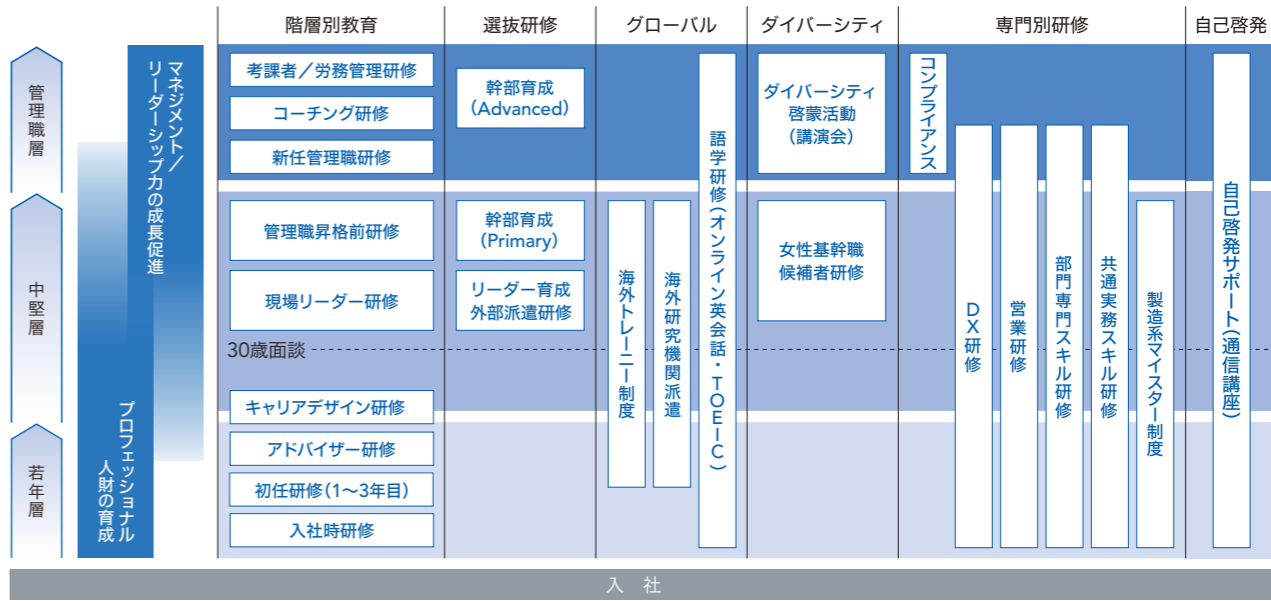 階層別教育
選抜研修
グローバル
ダイバーシティ
専門別研修
自己啓発
管理職層
中堅層
若年層
マネジメント／
リーダーシップ力の成長促進
プロフェッショナル
人財の育成
考課者／労務管理研修
コーチング研修
新任管理職研修
管理職昇格前研修
現場リーダー研修
30歳面談
キャリアデザイン研修
アドバイザー研修
初任研修（1〜3年目）
入社時研修
幹部育成
（Advanced）
幹部育成
（Primary）
リーダー育成
外部派遣研修
海外トレーニー制度
海外研究機関派遣
語学研修（オンライン英会話・TOEIC）
ダイバーシティ
啓蒙活動
（講演会）
女性基幹職
候補者研修
コンプライアンス
DX研修
営業研修
部門専門スキル研修
共通実務スキル研修
製造系マイスター制度
自己啓発サポート（通信講座）
入 社